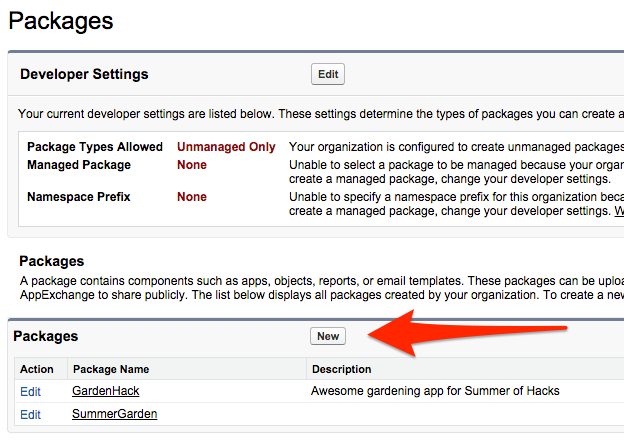 Packages
Developer Settings
Edit
Your current developer settings are listed below. These settings determine the types of packages you can create a
Package Types Allowed Unmanaged Only Your organization is configured to create unmanaged packages
Managed Package None Unable to select a package to be managed because your organ
create a managed package, change your developer settings.
Namespace Prefix None Unable to specify a namespace prefix for this organization beca
create a managed package, change your developer settings. W
Packages
A package contains components such as apps, objects, reports, or email templates. These packages can be uploa
AppExchange to share publicly. The list below displays all packages created by your organization. To create a new
Packages New
Action Package Name Description
Edit GardenHack Awesome gardening app for Summer of Hacks
Edit SummerGarden